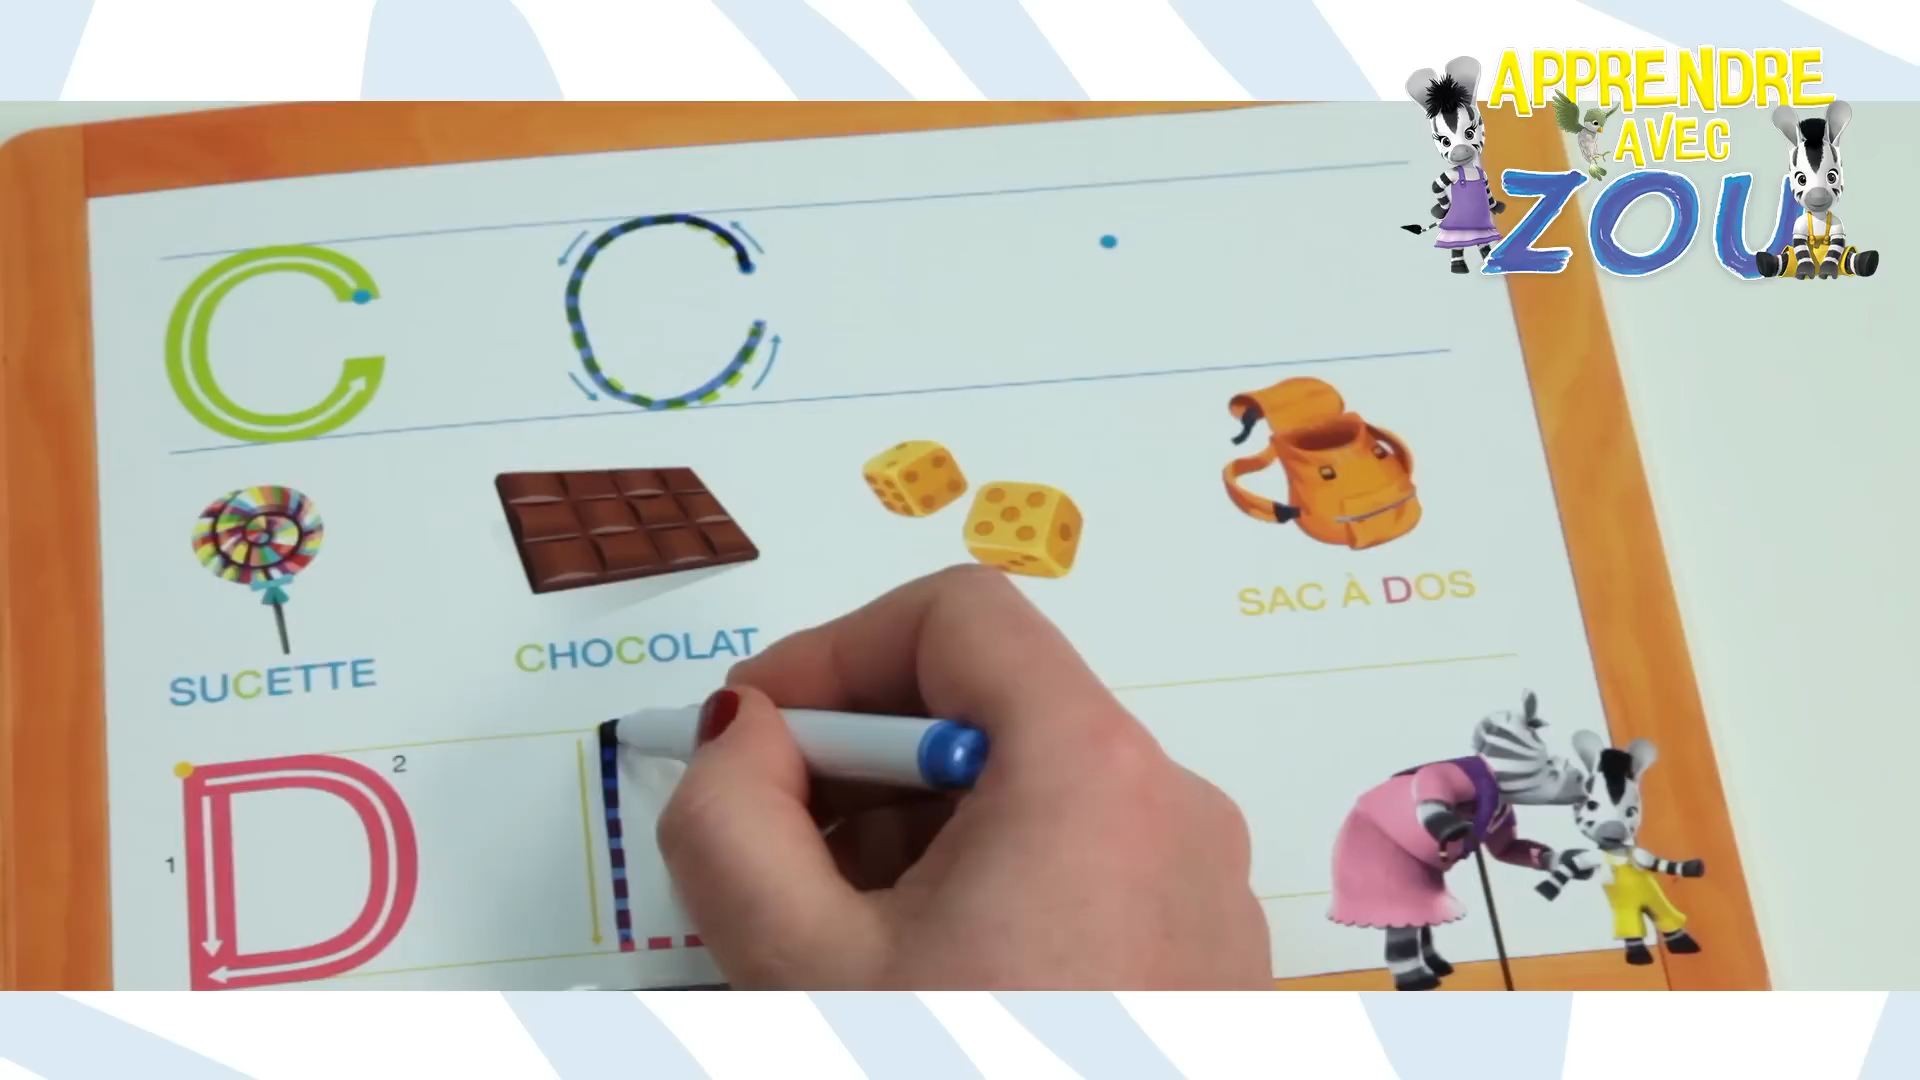 APPRENDRE
AVEC
ZOU
C C
SUCETTE
CHOCOLAT
SAC À DOS
D
1
2